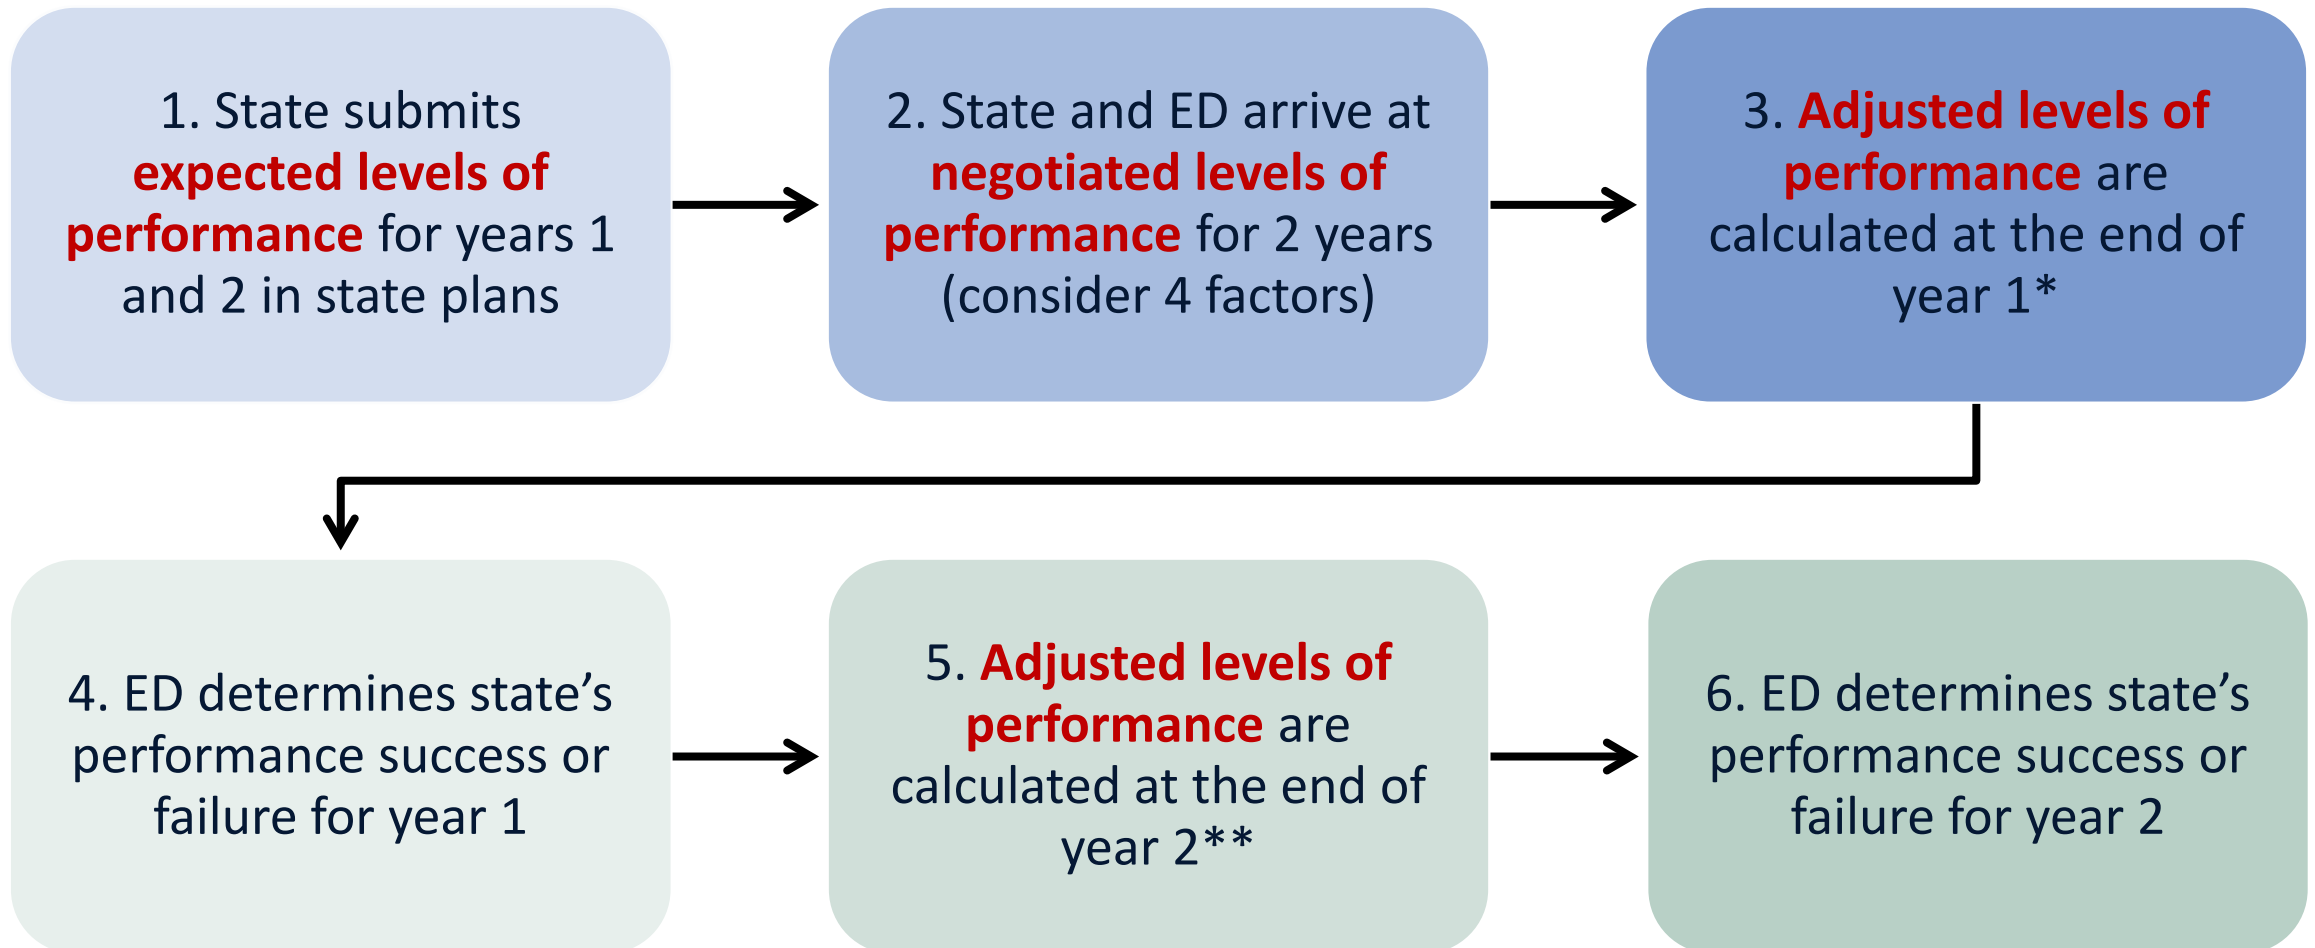 1. State submits
expected levels of
performance for years 1
and 2 in state plans
2. State and ED arrive at
negotiated levels of
performance for 2 years
(consider 4 factors)
3. Adjusted levels of
performance are
calculated at the end of
year 1*
4. ED determines state’s
performance success or
failure for year 1
5. Adjusted levels of
performance are
calculated at the end of
year 2**
6. ED determines state’s
performance success or
failure for year 2